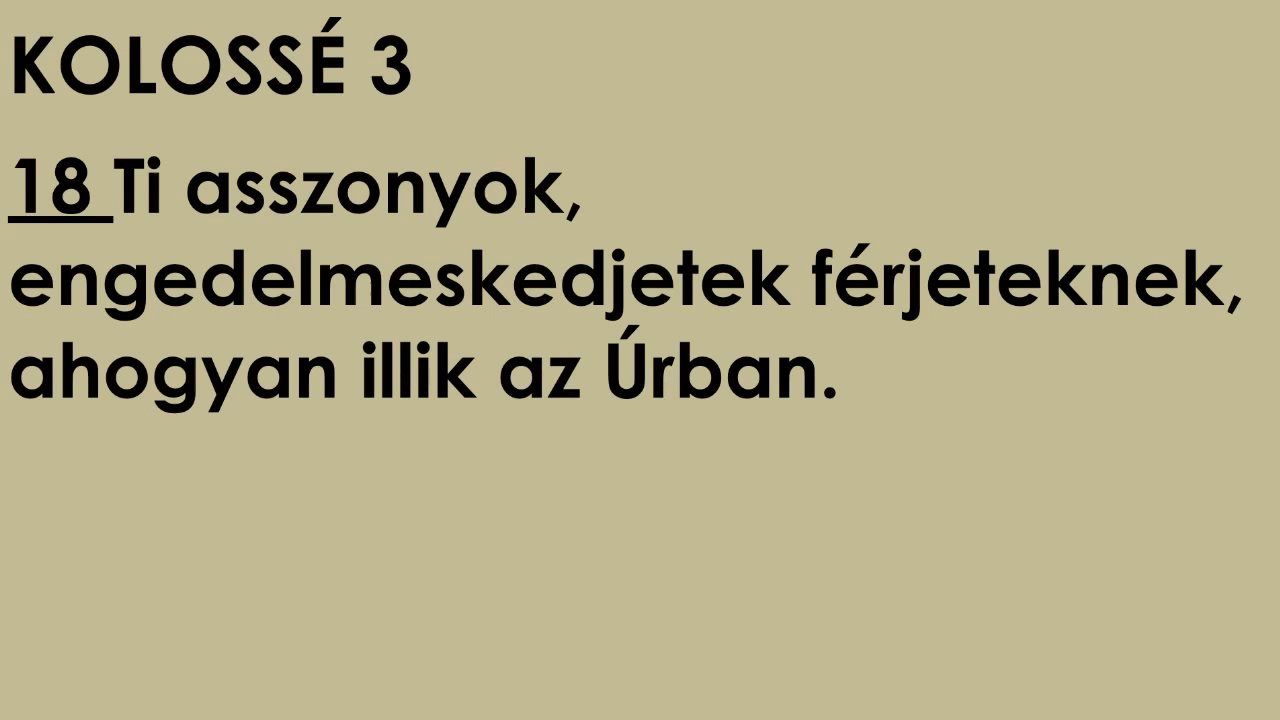 KOLOSSÉ 3
18 Ti asszonyok,
engedelmeskedjetek férjeteknek,
ahogyan illik az Úrban.